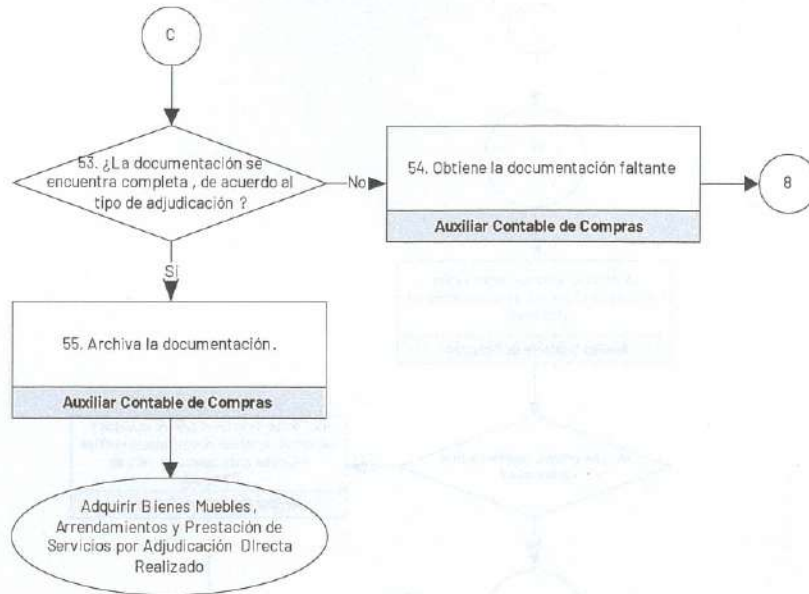 C
53. ¿La documentación se
encuentra completa , de acuerdo al
tipo de adjudicación ?
No
54. Obtiene la documentación faltante
Auxiliar Contable de Compras
8
Si
55. Archiva la documentación.
Auxiliar Contable de Compras
Adquirir Bienes Muebles,
Arrendamientos y Prestación de
Servicios por Adjudicación Directa
Realizado